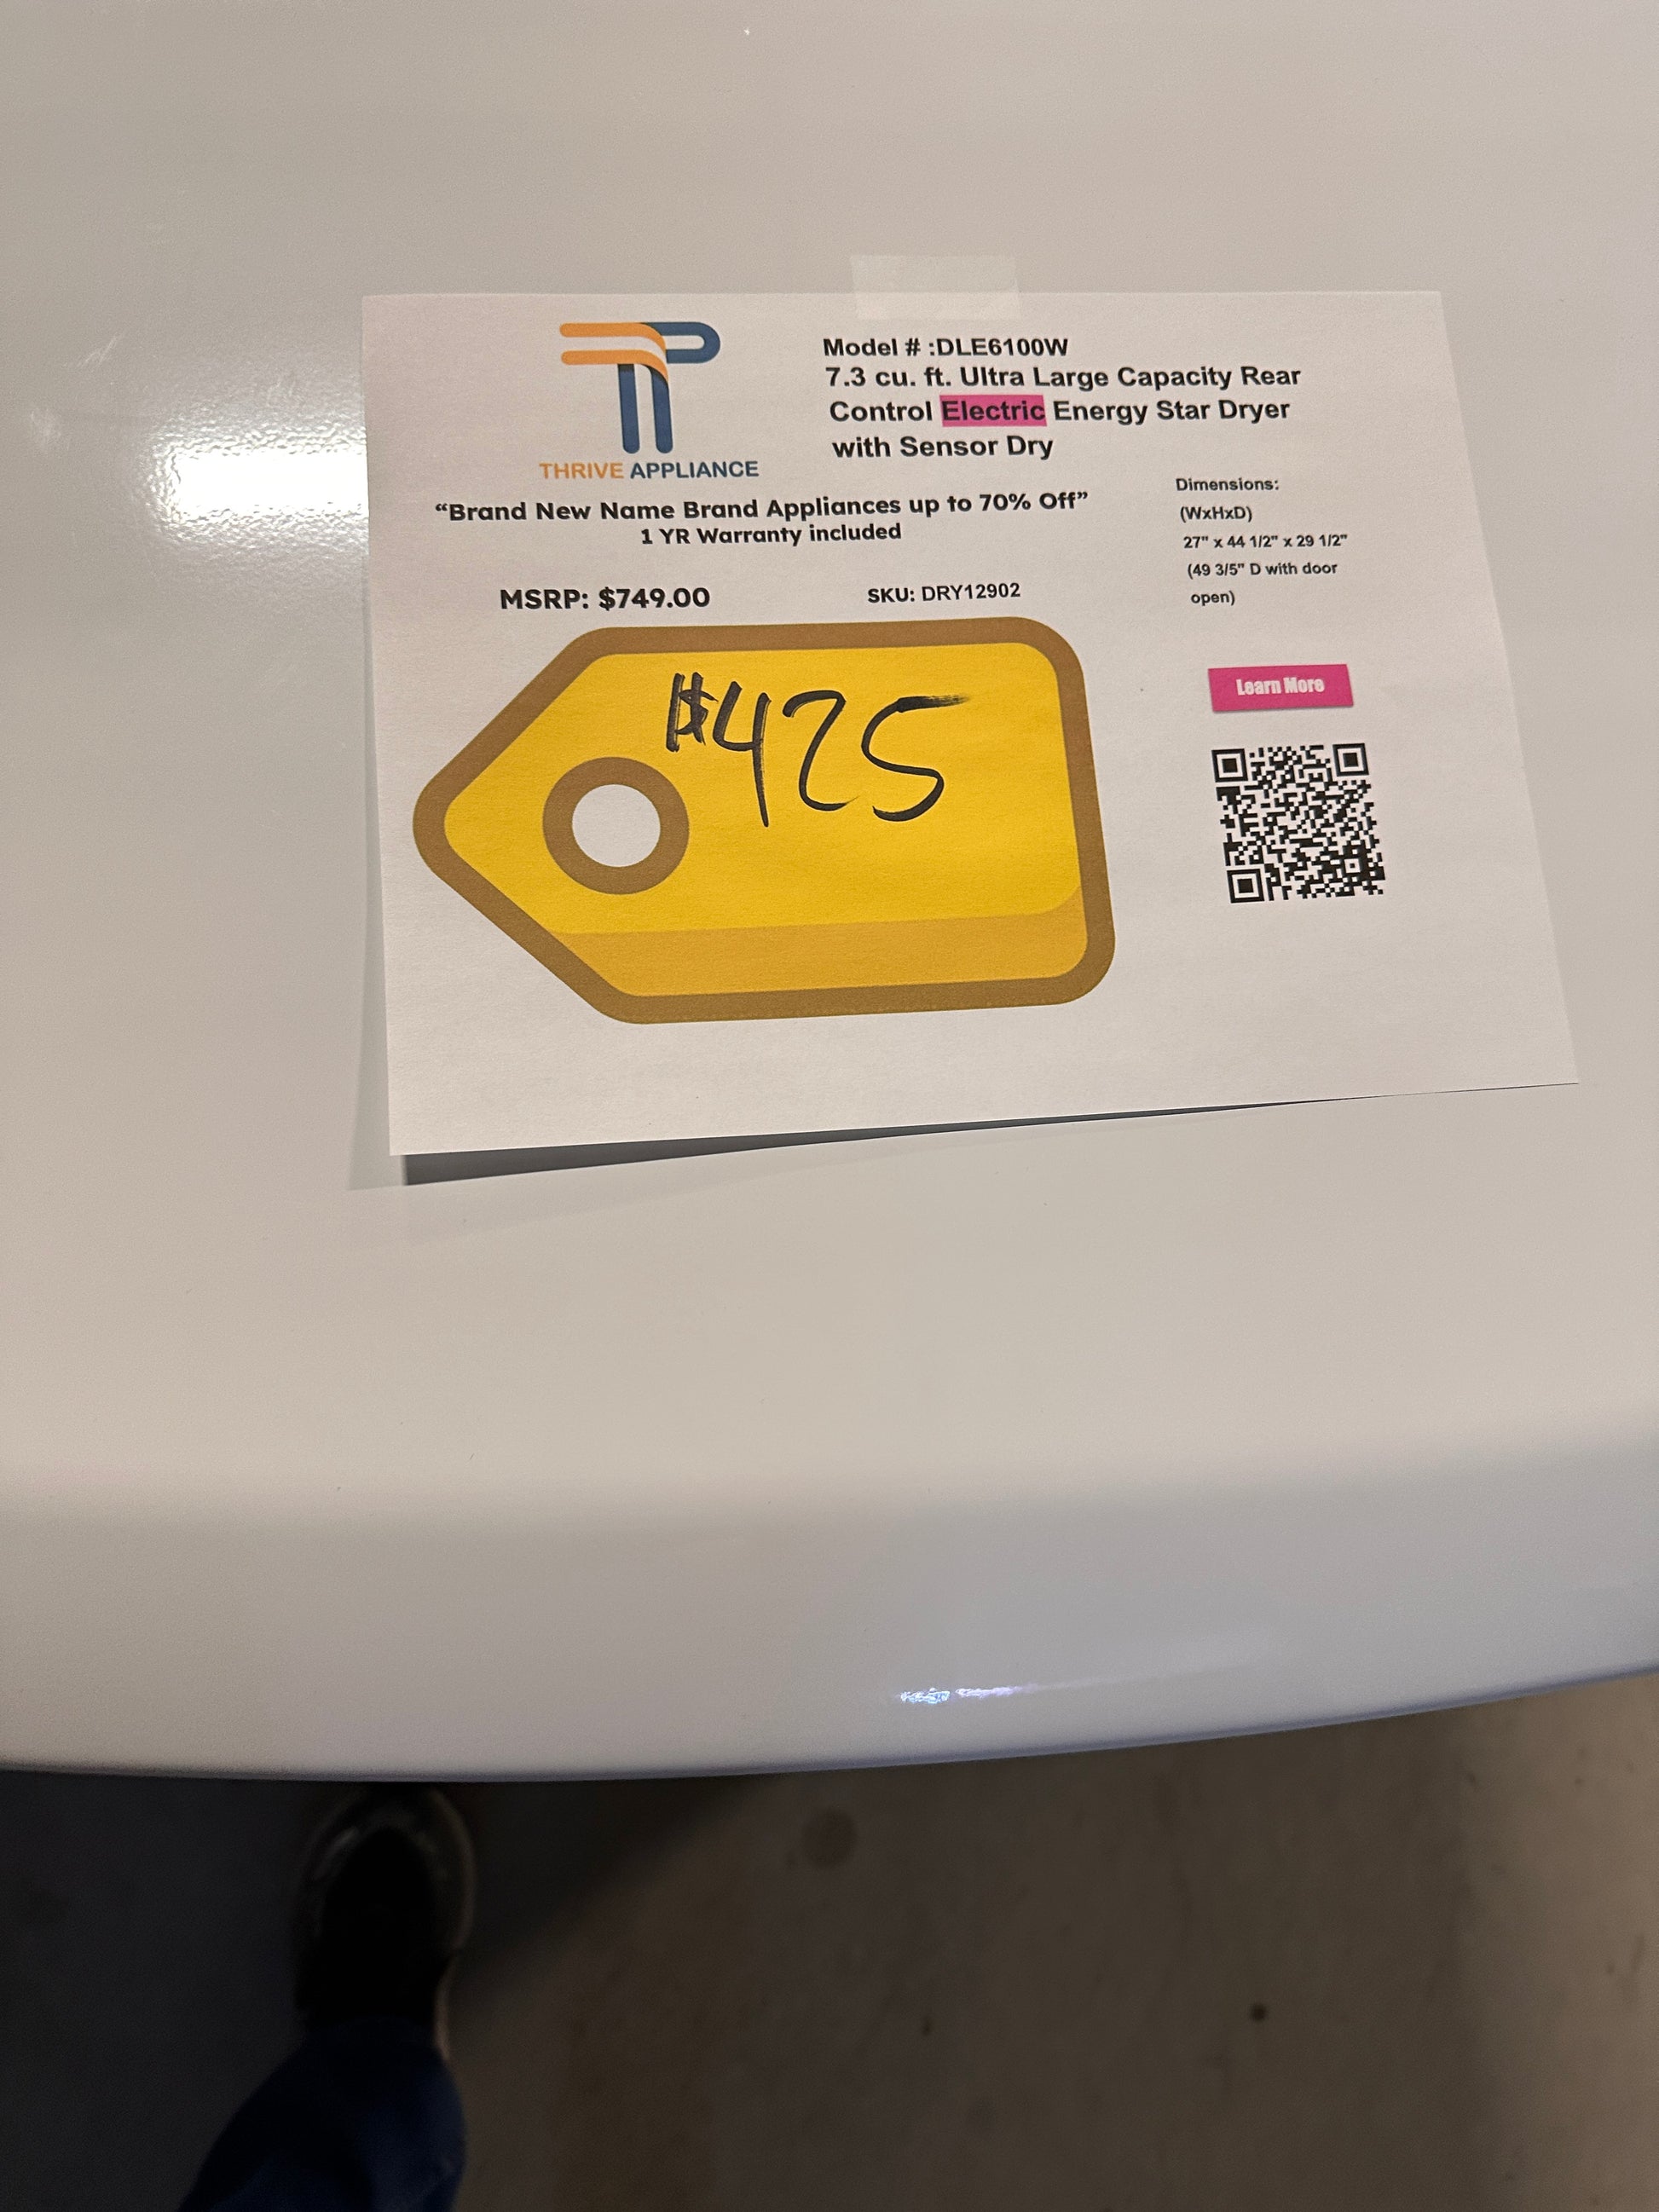 THRIVE APPLIANCE
Model # :DLE6100W
7.3 cu. ft. Ultra Large Capacity Rear
Control Electric Energy Star Dryer
with Sensor Dry
“Brand New Name Brand Appliances up to 70% Off”
1 YR Warranty included
Dimensions:
(WxHxD)
27" x 44 1/2" x 29 1/2"
(49 3/5" D with door
open)
MSRP: $749.00
SKU: DRY12902
$425
Learn More